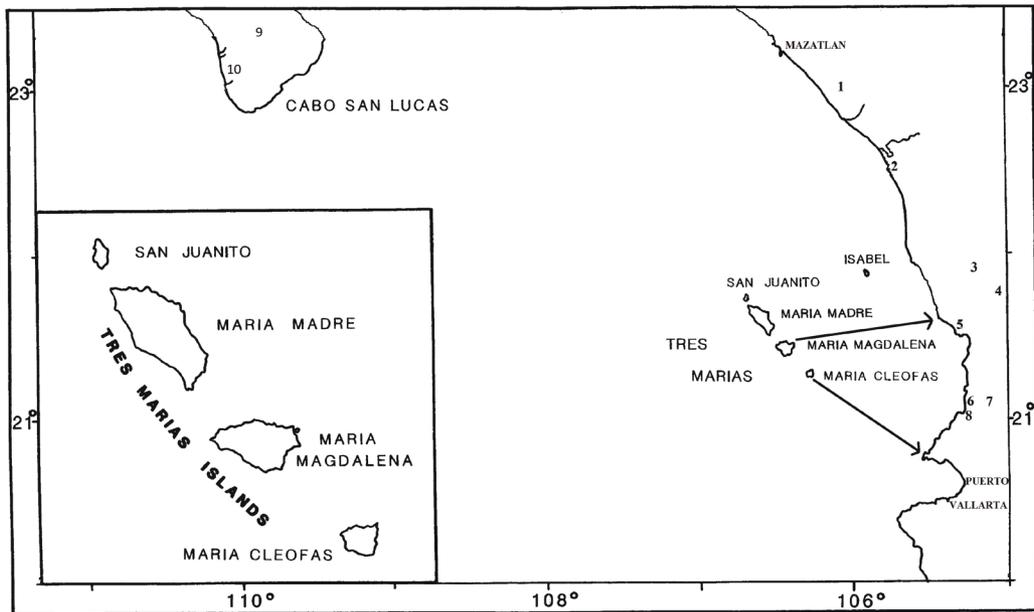 9
MAZATLAN
10
1
23°
23°
CABO SAN LUCAS
2
SAN JUANITO
ISABEL
3
SAN JUANITO
4
MARIA MADRE
MARIA MADRE
5
TRES
MARIA MAGDALENA
MARIAS
MARIA CLEOFAS
TRES MARIAS ISLANDS
6 7
21°
8
21°
MARIA
MAGDALENA
PUERTO
VALLARTA
MARIA CLEOFAS
110°
108°
106°